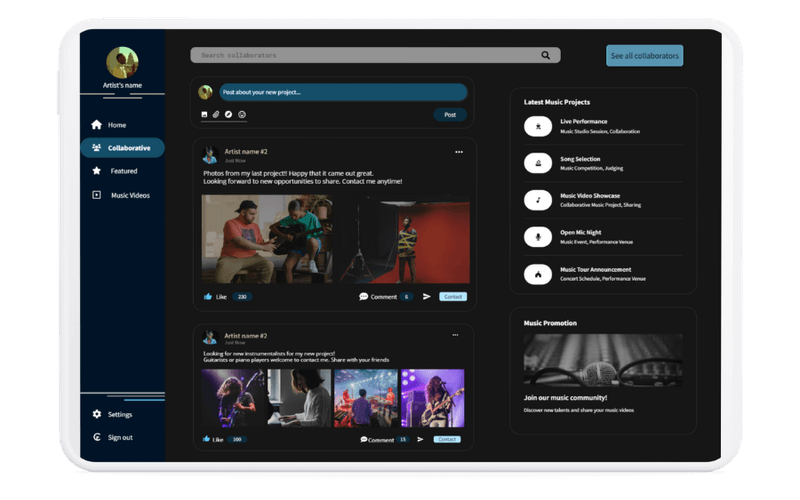 Artist's name
Home
Collaborative
Featured
Music Videos
Settings
Sign out
Search collaborators
See all collaborators
Post about your new project...
Post
Artist name #2
Just Now
Photos from my last project!! Happy that it came out great.
Looking forward to new opportunities to share. Contact me anytime!
Like
230
Comment
6
Contact
Artist name #2
Just Now
Looking for new instrumentalists for my new project!
Guitarists or piano players welcome to contact me. Share with your friends
Like
100
Comment
15
Contact
Latest Music Projects
Live Performance
Music Studio Session, Collaboration
Song Selection
Music Competition, Judging
Music Video Showcase
Collaborative Music Project, Sharing
Open Mic Night
Music Event, Performance Venue
Music Tour Announcement
Concert Schedule, Performance Venue
Music Promotion
Join our music community!
Discover new talents and share your music videos